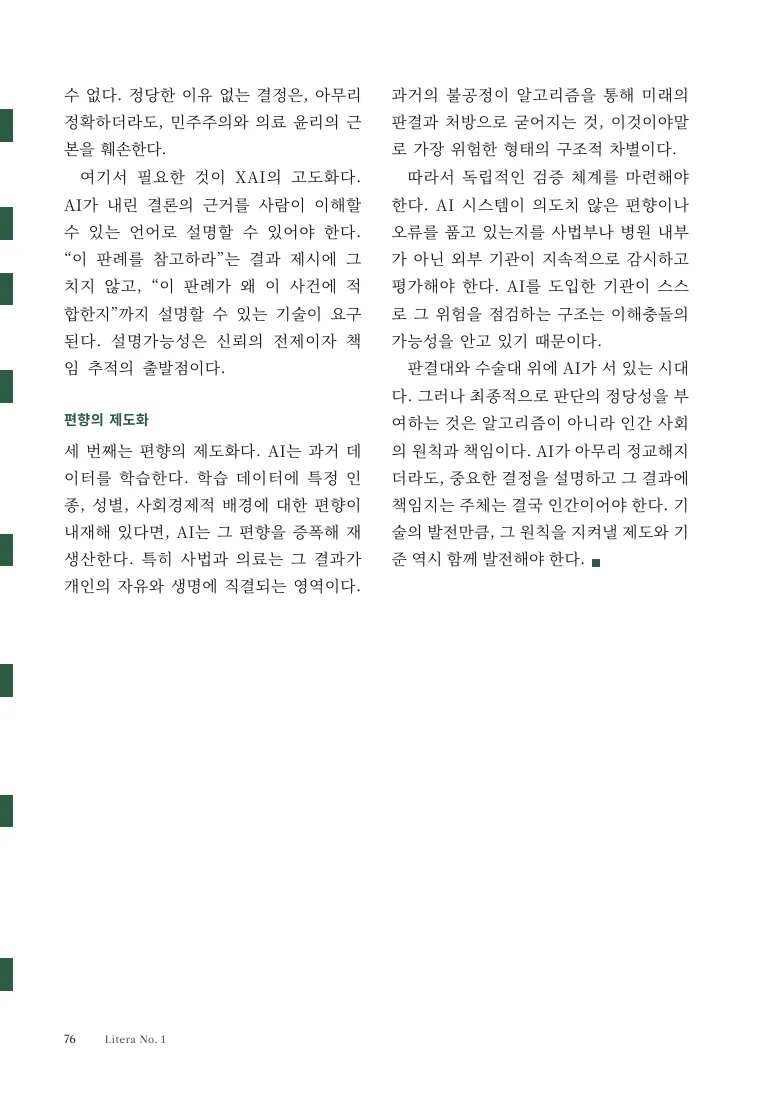 수 없다. 정당한 이유 없는 결정은, 아무리
정확하더라도, 민주주의와 의료 윤리의 근
본을 훼손한다.
여기서 필요한 것이 XAI의 고도화다.
AI가 내린 결론의 근거를 사람이 이해할
수 있는 언어로 설명할 수 있어야 한다.
“이 판례를 참고하라”는 결과 제시에 그
치지 않고, “이 판례가 왜 이 사건에 적
합한지”까지 설명할 수 있는 기술이 요구
된다. 설명가능성은 신뢰의 전제이자 책
임 추적의 출발점이다.
편향의 제도화
세 번째는 편향의 제도화다. AI는 과거 데
이터를 학습한다. 학습 데이터에 특정 인
종, 성별, 사회경제적 배경에 대한 편향이
내재해 있다면, AI는 그 편향을 증폭해 재
생산한다. 특히 사법과 의료는 그 결과가
개인의 자유와 생명에 직결되는 영역이다.
과거의 불공정이 알고리즘을 통해 미래의
판결과 처방으로 굳어지는 것, 이것이야말
로 가장 위험한 형태의 구조적 차별이다.
따라서 독립적인 검증 체계를 마련해야
한다. AI 시스템이 의도치 않은 편향이나
오류를 품고 있는지를 사법부나 병원 내부
가 아닌 외부 기관이 지속적으로 감시하고
평가해야 한다. AI를 도입한 기관이 스스
로 그 위험을 점검하는 구조는 이해충돌의
가능성을 안고 있기 때문이다.
판결대와 수술대 위에 AI가 서 있는 시대
다. 그러나 최종적으로 판단의 정당성을 부
여하는 것은 알고리즘이 아니라 인간 사회
의 원칙과 책임이다. AI가 아무리 정교해지
더라도, 중요한 결정을 설명하고 그 결과에
책임지는 주체는 결국 인간이어야 한다. 기
술의 발전만큼, 그 원칙을 지켜낼 제도와 기
준 역시 함께 발전해야 한다.
76 Litera No. 1